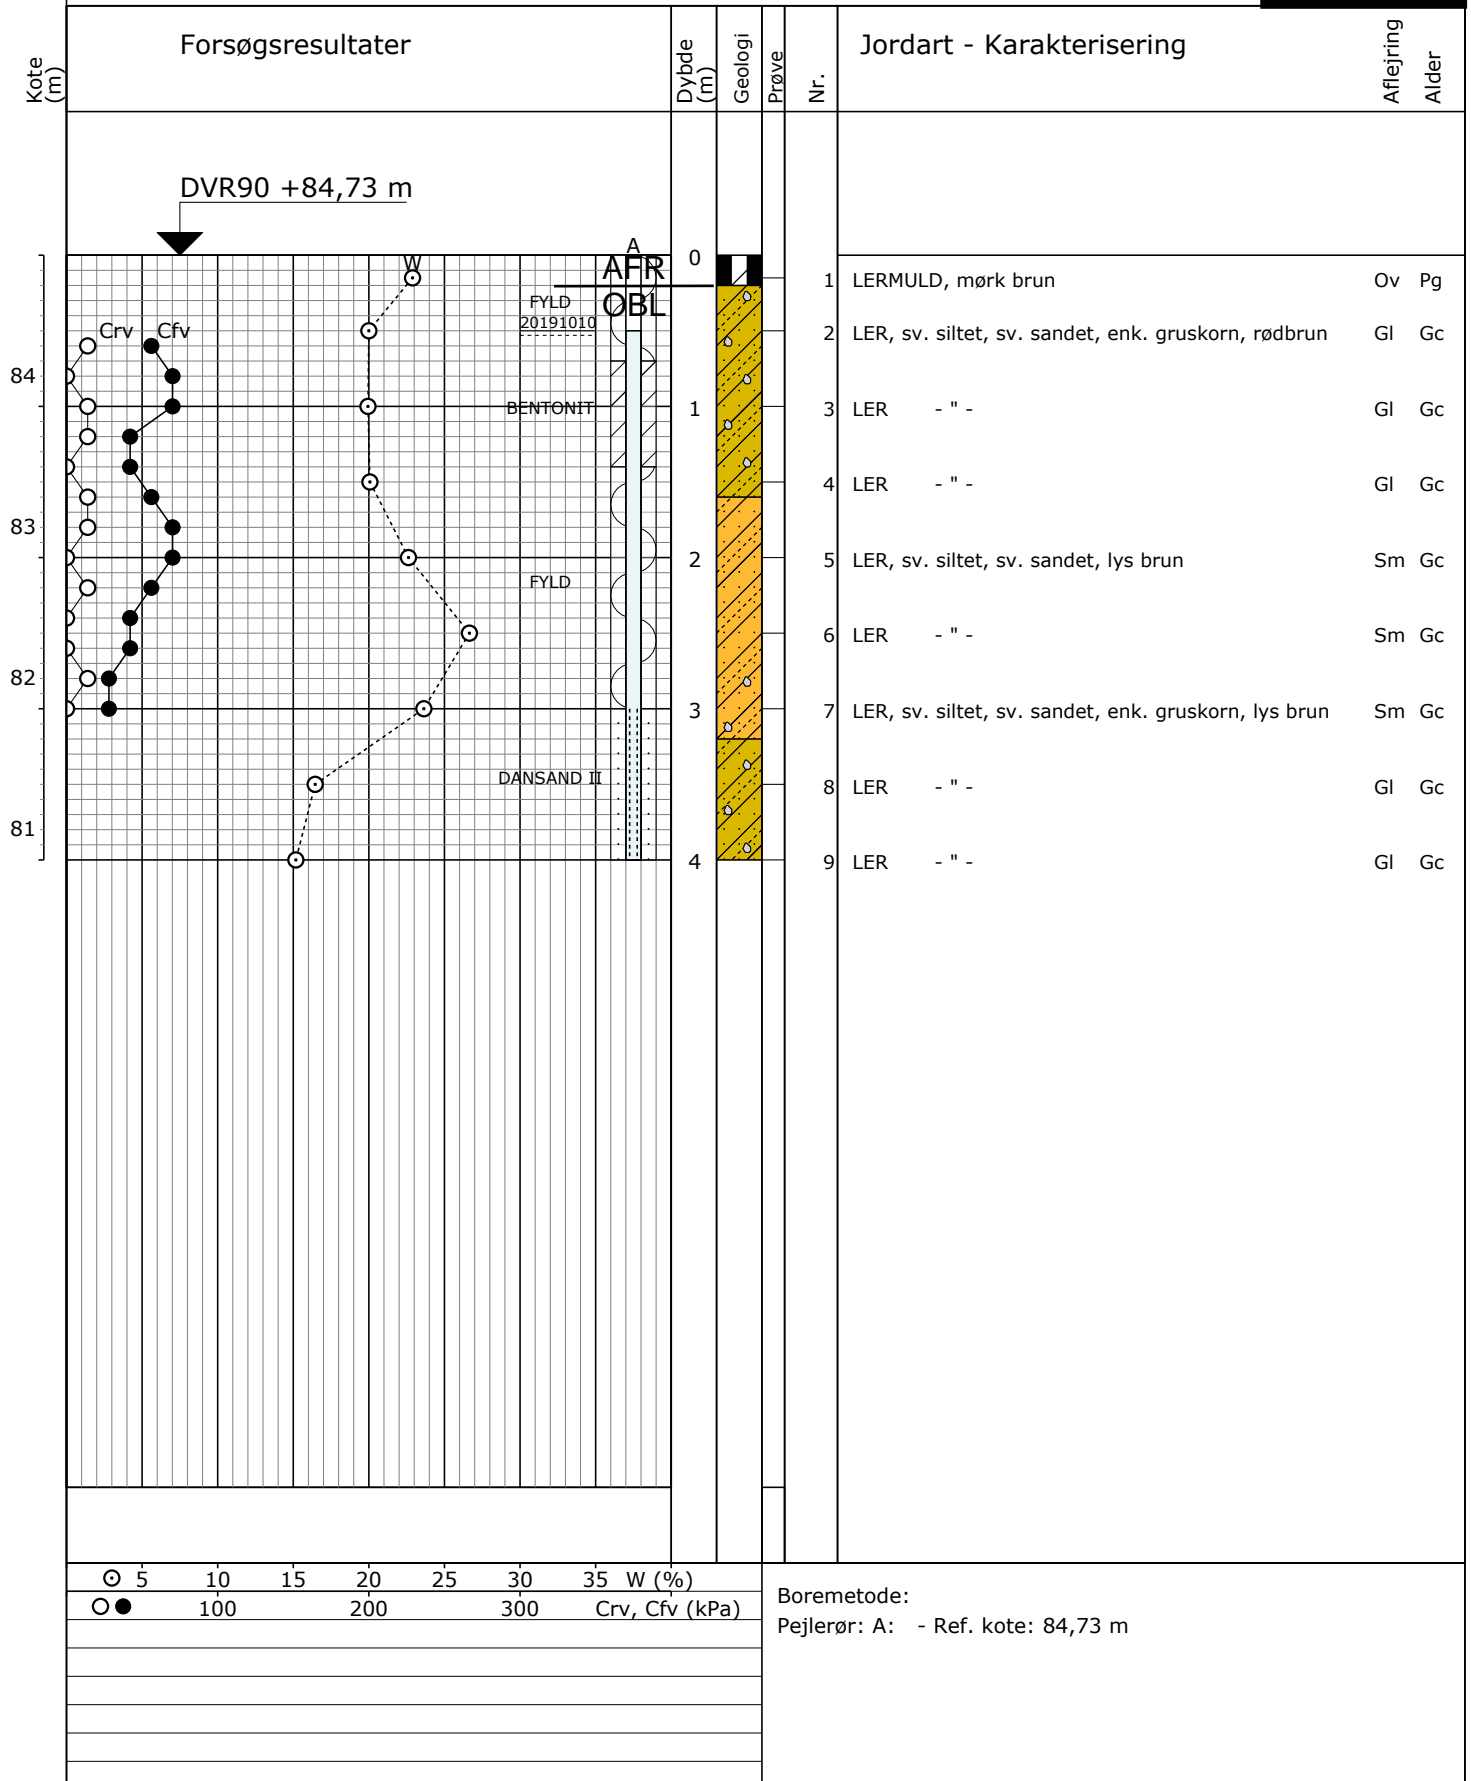 Kote (m)
Forsøgsresultater
Dybde (m)
Geologi
Prøve
Nr.
Jordart - Karakterisering
Aflejring
Alder
DVR90 +84,73 m
A
W
AFR
0
1 LERMULD, mørk brun Ov Pg
FYLD
OBL
20191010
Crv Cfv
2 LER, sv. siltet, sv. sandet, enk. gruskorn, rødbrun Gl Gc
84
BENTONIT
1
3 LER - " - Gl Gc
4 LER - " - Gl Gc
83
2
5 LER, sv. siltet, sv. sandet, lys brun Sm Gc
FYLD
6 LER - " - Sm Gc
82
3
7 LER, sv. siltet, sv. sandet, enk. gruskorn, lys brun Sm Gc
DANSAND II
8 LER - " - Gl Gc
81
4
9 LER - " - Gl Gc
5 10 15 20 25 30 35 W (%)
100 200 300 Crv, Cfv (kPa)
Boremetode:
Pejlerør: A: - Ref. kote: 84,73 m